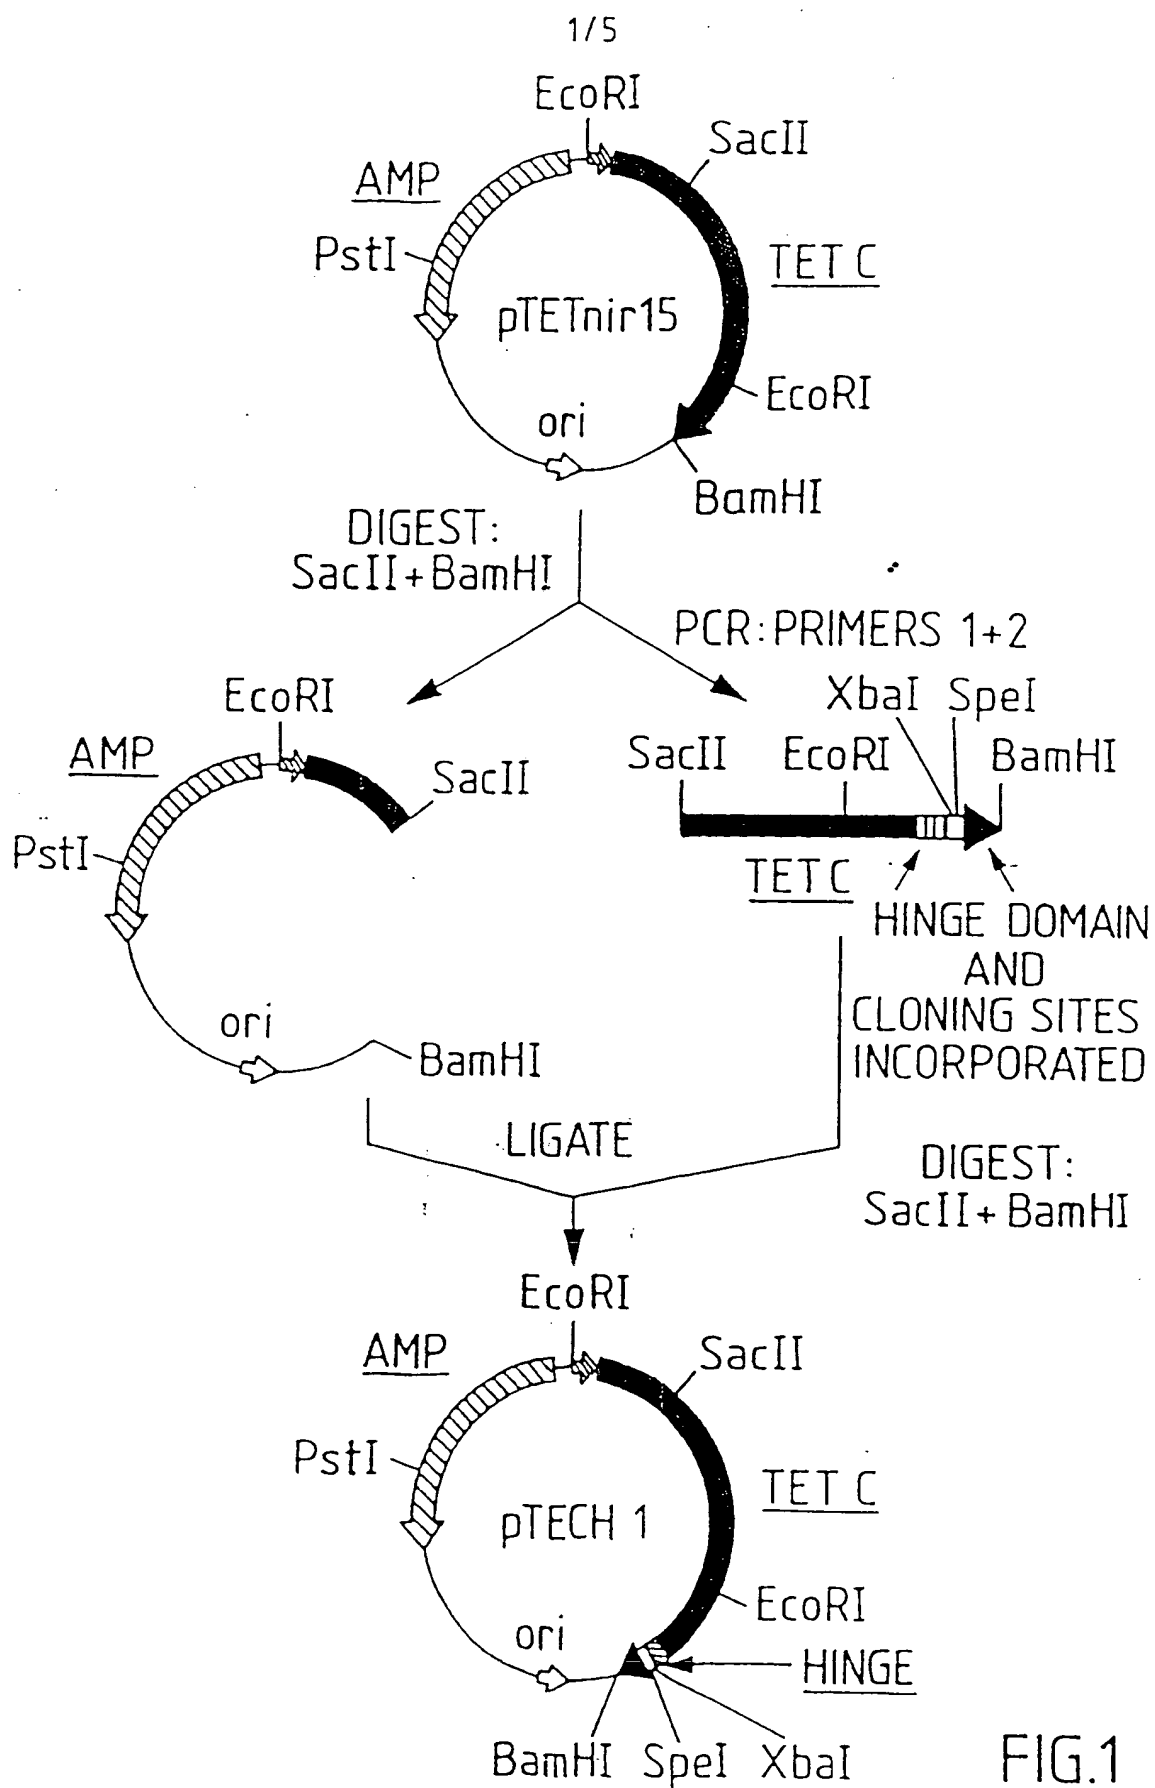 1/5
EcoRI
SacII
AMP
PstI
TET C
pTETnir15
EcoRI
ori
BamHI
DIGEST:
SacII+BamHI
PCR:PRIMERS 1+2
EcoRI
XbaI SpeI
AMP
SacII
SacII
EcoRI
BamHI
PstI
TET C
HINGE DOMAIN
AND
CLONING SITES
INCORPORATED
ori
BamHI
LIGATE
DIGEST:
SacII+BamHI
EcoRI
AMP
SacII
PstI
TET C
pTECH 1
EcoRI
ori
HINGE
BamHI SpeI XbaI
FIG.1